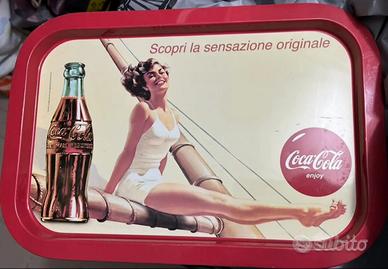 Scopri la sensazione originale
Coca-Cola
Coca-Cola
enjoy
subito